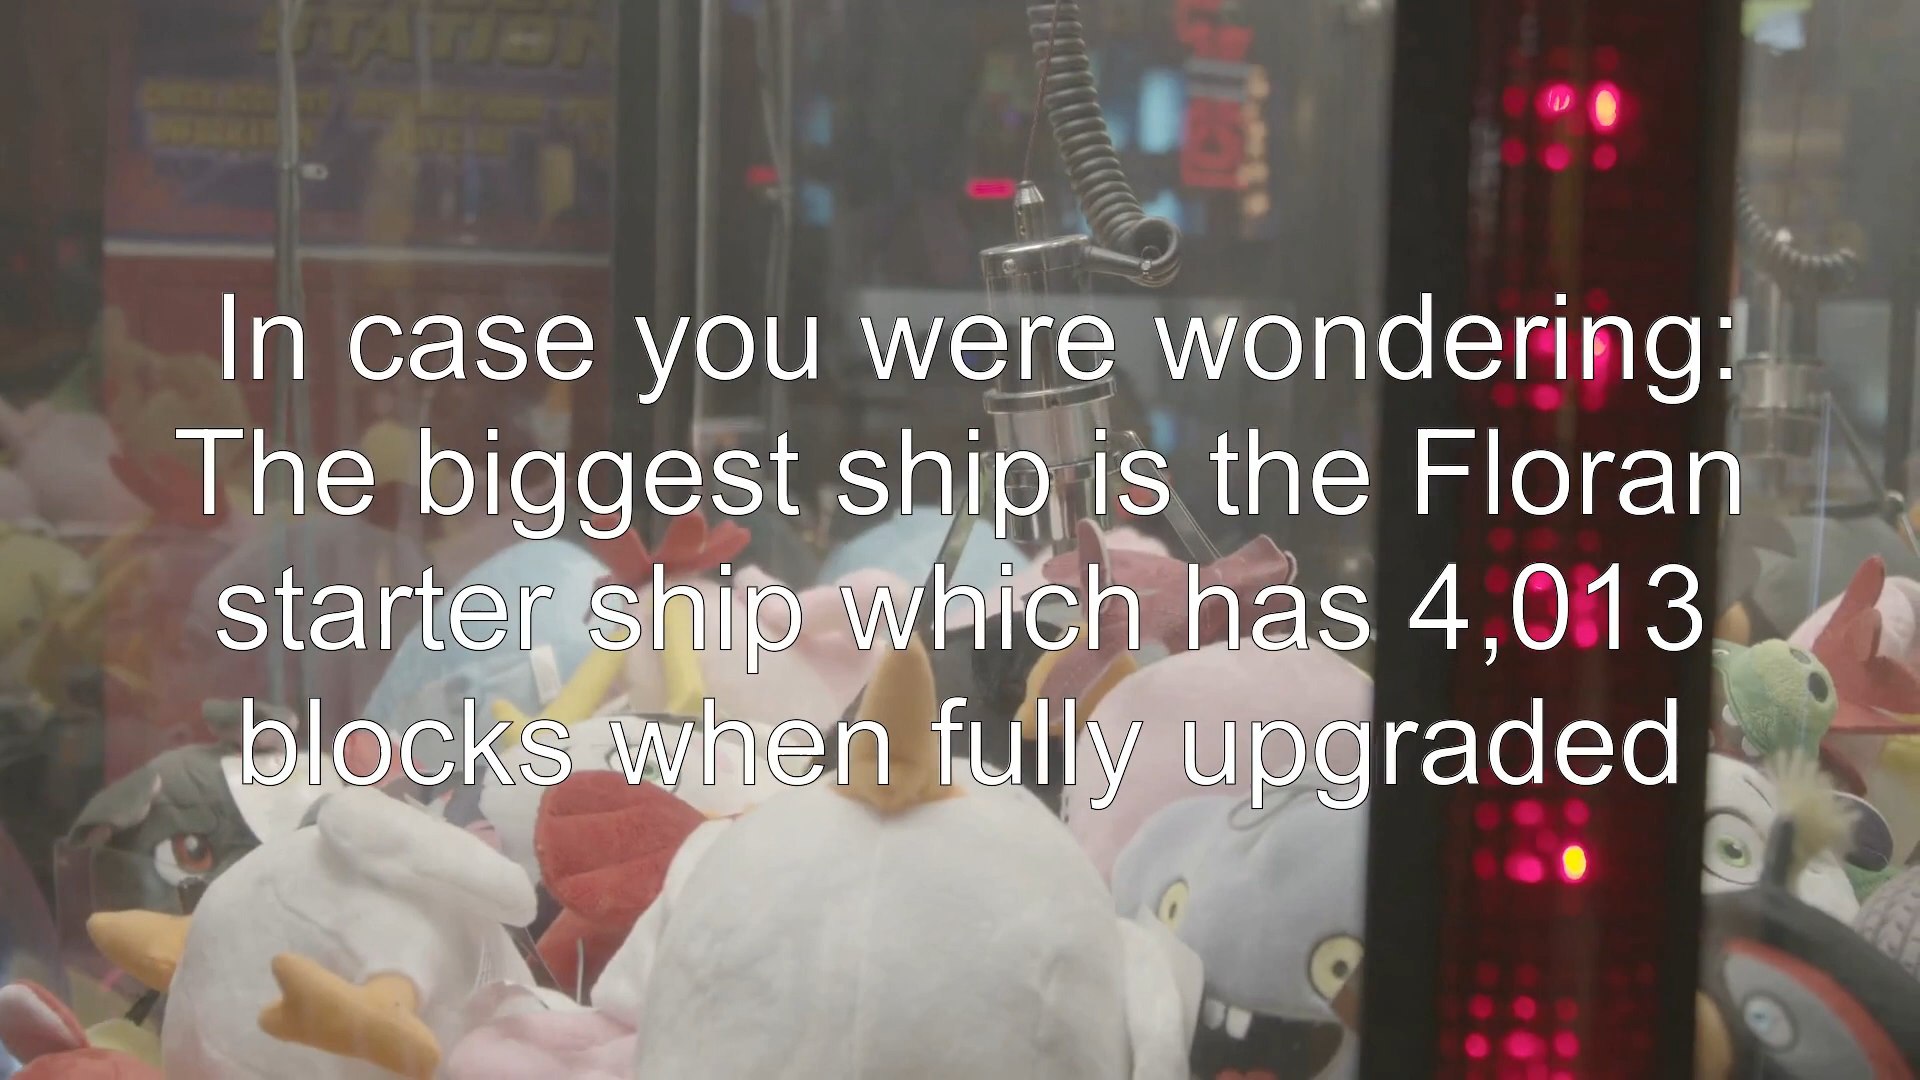 In case you were wondering:
The biggest ship is the Floran
starter ship which has 4,013
blocks when fully upgraded